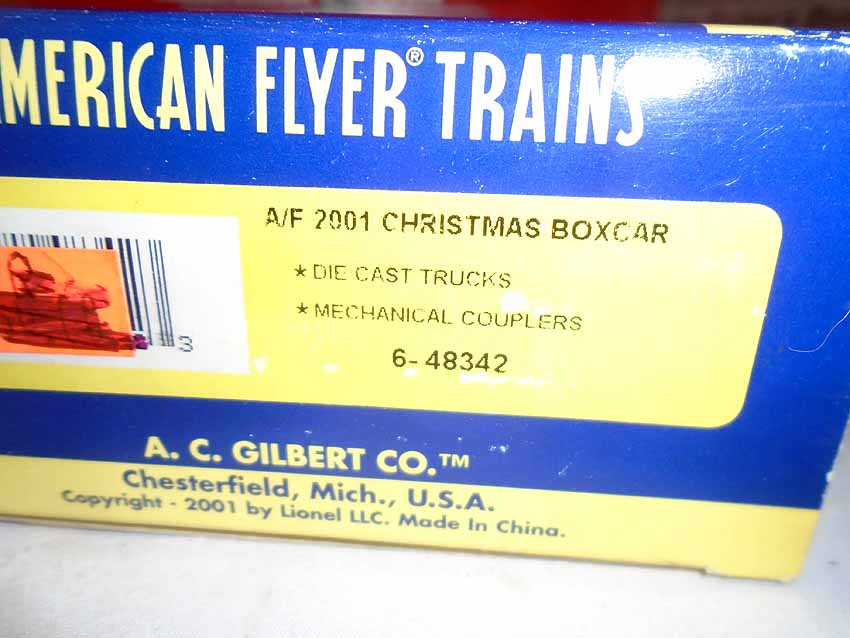 MERICAN FLYER® TRAINS
A/F 2001 CHRISTMAS BOXCAR
★ DIE CAST TRUCKS
★ MECHANICAL COUPLERS
6-48342
3
A. C. GILBERT CO.™
Chesterfield, Mich., U.S.A.
Copyright - 2001 by Lionel LLC. Made In China.